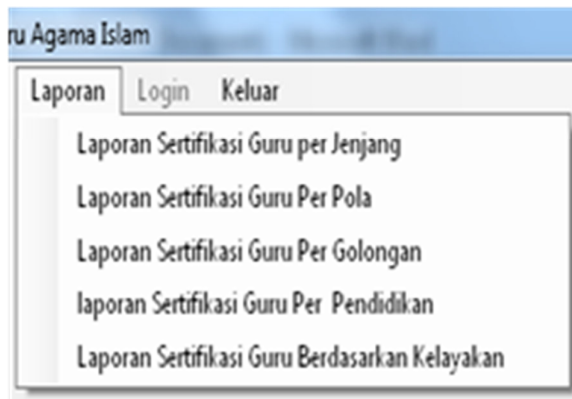 ru Agama Islam
Laporan Login Keluar
Laporan Sertifikasi Guru per Jenjang
Laporan Sertifikasi Guru Per Pola
Laporan Sertifikasi Guru Per Golongan
laporan Sertifikasi Guru Per Pendidikan
Laporan Sertifikasi Guru Berdasarkan Kelayakan